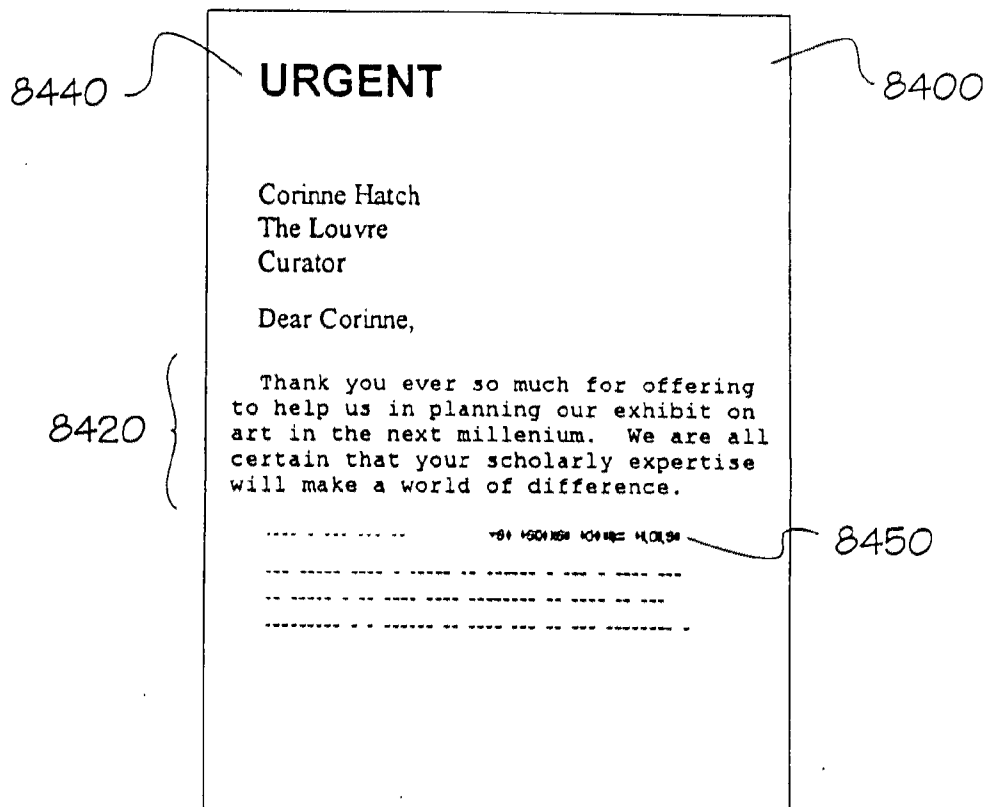 8440
URGENT
8400
Corinne Hatch
The Louvre
Curator
Dear Corinne,
8420
Thank you ever so much for offering
to help us in planning our exhibit on
art in the next millenium. We are all
certain that your scholarly expertise
will make a world of difference.
8450